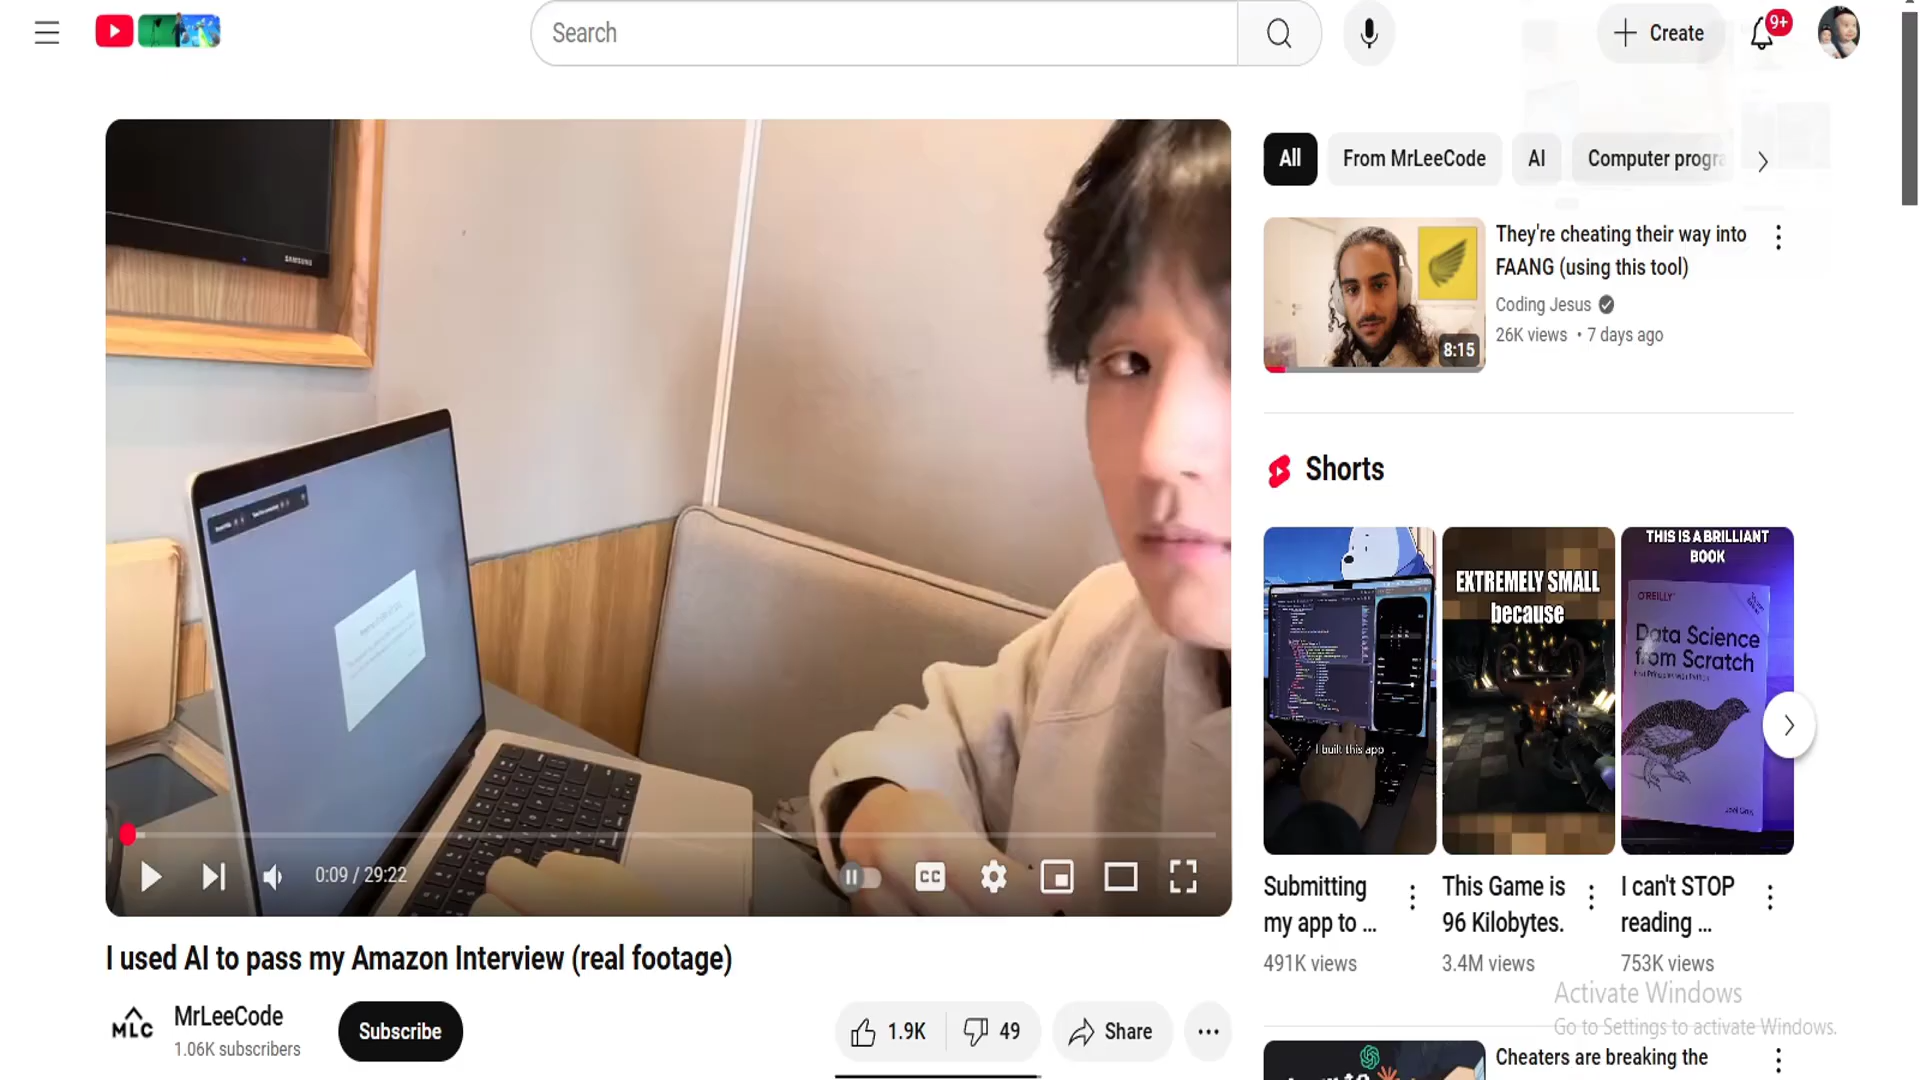 Search
Create
9+
All
From MrLeeCode
AI
Computer progra
SAMSUNG
They're cheating their way into
FAANG (using this tool)
Coding Jesus
26K views • 7 days ago
8:15
Shorts
I built this app
EXTREMELY SMALL
because
THIS IS A BRILLIANT
BOOK
O'REILLY
Data Science
from Scratch
Joel Grus
0:09 / 29:22
CC
Submitting
my app to ...
491K views
This Game is
96 Kilobytes.
3.4M views
I can't STOP
reading ...
753K views
I used AI to pass my Amazon Interview (real footage)
MLC
MrLeeCode
1.06K subscribers
Subscribe
1.9K
49
Share
Activate Windows
Go to Settings to activate Windows.
Cheaters are breaking the